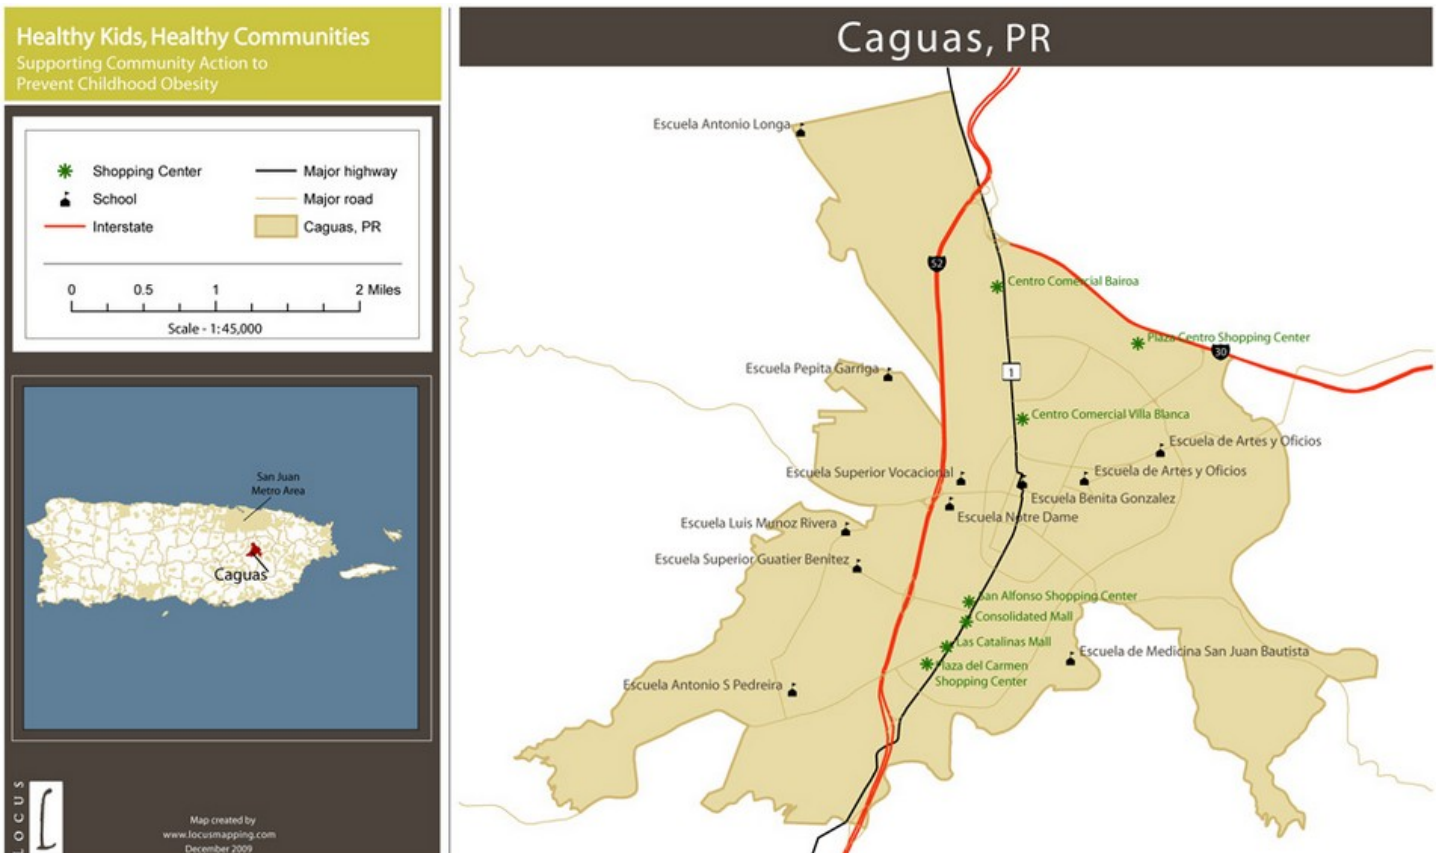 Healthy Kids, Healthy Communities
Supporting Community Action to
Prevent Childhood Obesity
Shopping Center
School
Interstate
Major highway
Major road
Caguas, PR
0 0.5 1 2 Miles
Scale - 1:45,000
San Juan
Metro Area
Caguas
LOCUS
Map created by
www.locusmapping.com
December 2009
Caguas, PR
Escuela Antonio Longa
52
Centro Comercial Bairoa
Plaza Centro Shopping Center
30
1
Escuela Pepita Garriga
Centro Comercial Villa Blanca
Escuela de Artes y Oficios
Escuela Superior Vocacional
Escuela de Artes y Oficios
Escuela Benita Gonzalez
Escuela Notre Dame
Escuela Luis Munoz Rivera
Escuela Superior Guatier Benitez
San Alfonso Shopping Center
Consolidated Mall
Las Catalinas Mall
Escuela de Medicina San Juan Bautista
Plaza del Carmen
Shopping Center
Escuela Antonio S Pedreira